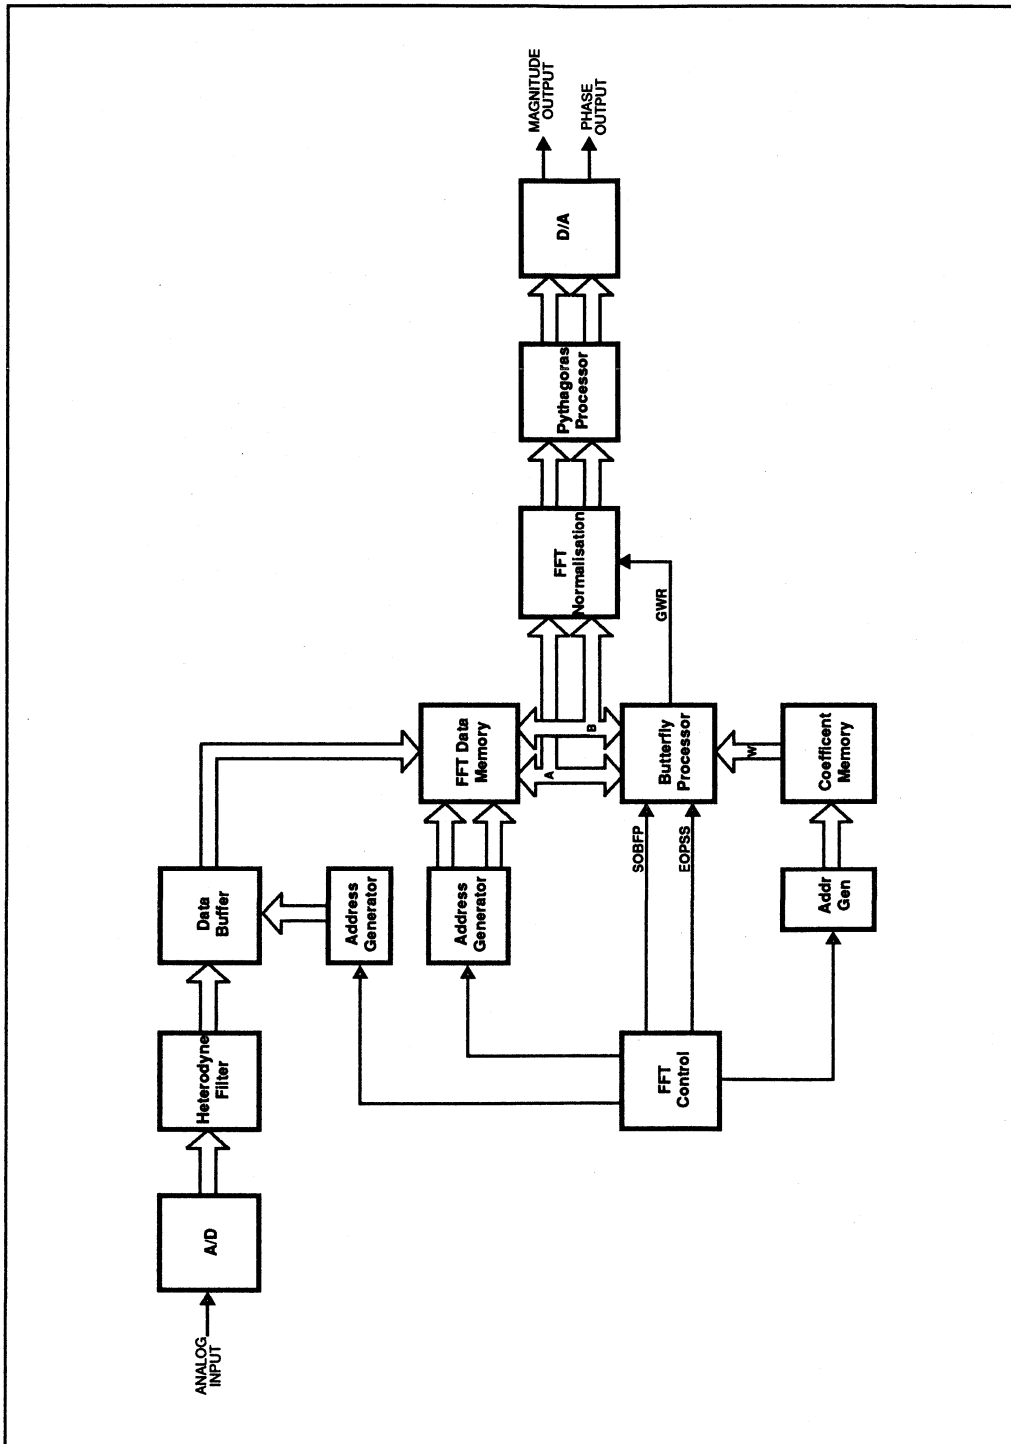 ANALOG
INPUT
A/D
Heterodyne
Filter
Data
Buffer
Address
Generator
Address
Generator
FFT Data
Memory
A
B
FFT
Control
SOBFP
EOPSS
Butterfly
Processor
W
Addr
Gen
Coefficent
Memory
GWR
FFT
Normalisation
Pythagoras
Processor
D/A
MAGNITUDE
OUTPUT
PHASE
OUTPUT